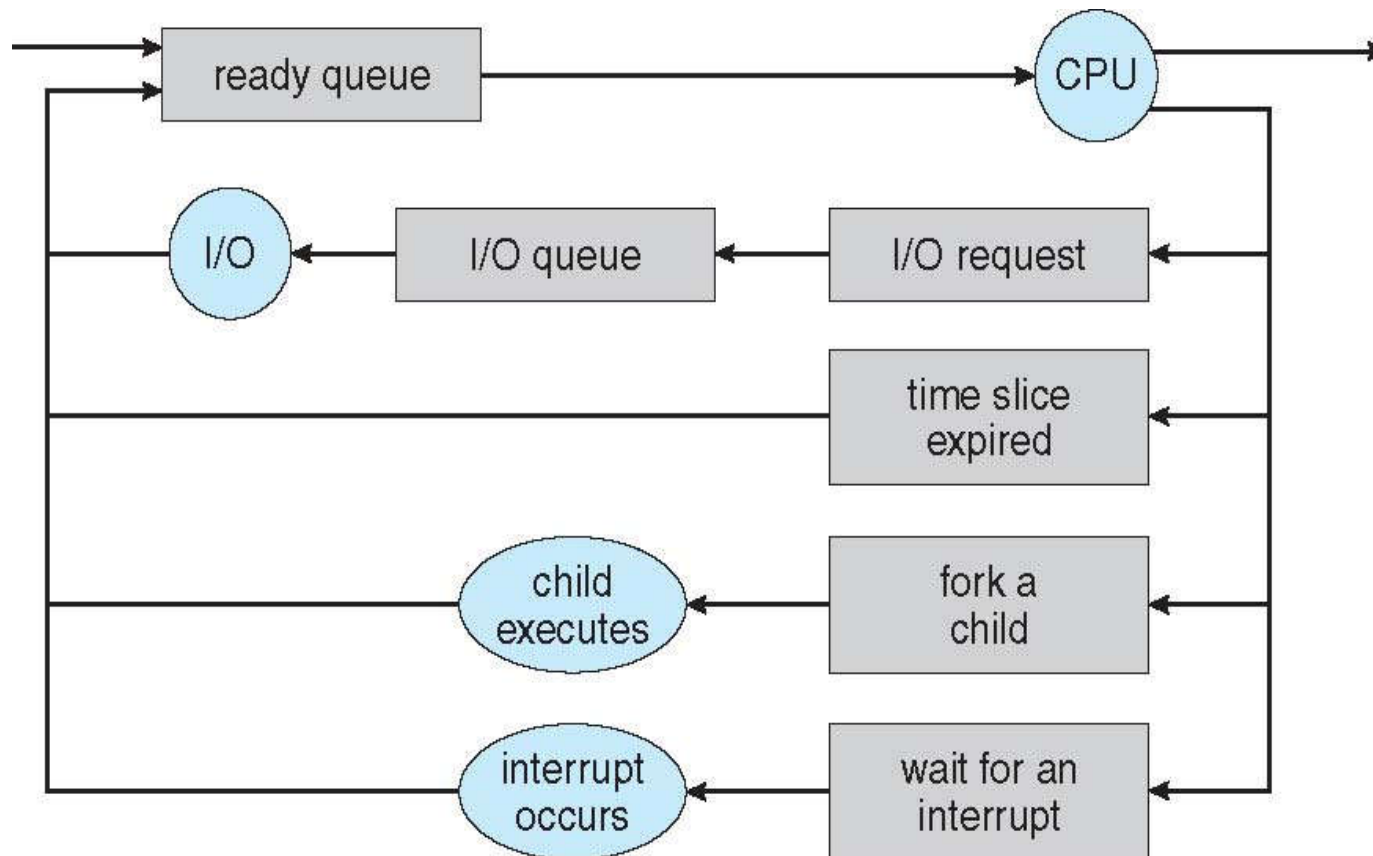 ready queue
CPU
I/O
I/O queue
I/O request
time slice
expired
child
executes
fork a
child
interrupt
occurs
wait for an
interrupt